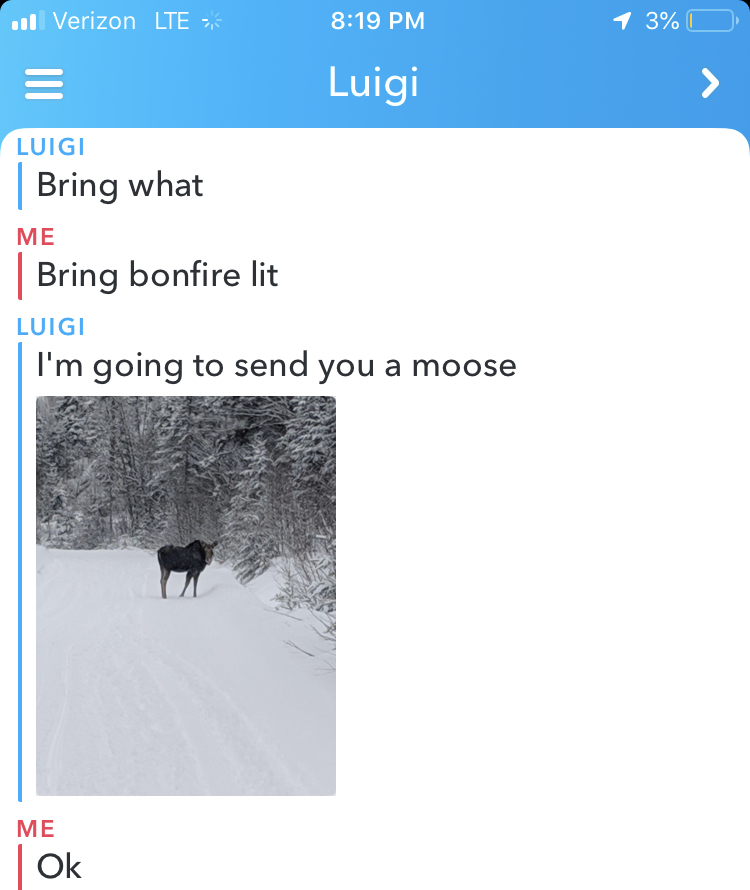 Verizon LTE 8:19 PM 3%
Luigi
LUIGI
Bring what
ME
Bring bonfire lit
LUIGI
I'm going to send you a moose
ME
Ok